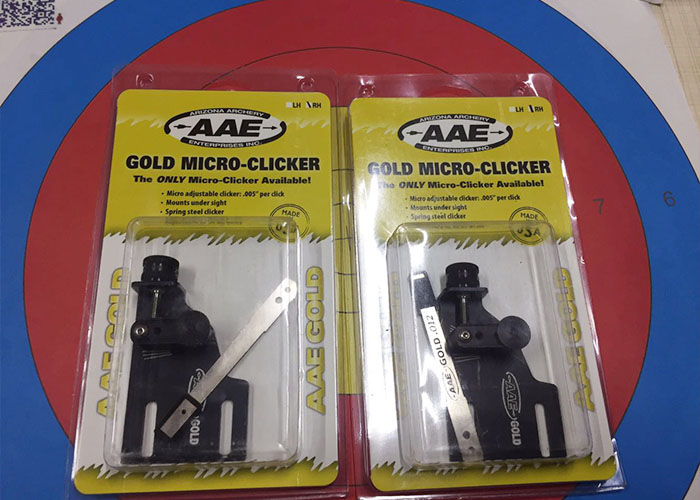 LH RH
ARIZONA ARCHERY
AAE
ENTERPRISES INC.
GOLD MICRO-CLICKER
The ONLY Micro-Clicker Available!
• Micro adjustable clicker: .005" per click
• Mounts under sight
• Spring steel clicker
MADE
USA
AAE GOLD
AAE GOLD
AAE
GOLD
LH RH
ARIZONA ARCHERY
AAE
ENTERPRISES INC.
GOLD MICRO-CLICKER
The ONLY Micro-Clicker Available!
• Micro adjustable clicker: .005" per click
• Mounts under sight
• Spring steel clicker
MADE
USA
AAE GOLD
AAE GOLD .012
AAE
GOLD
7
6